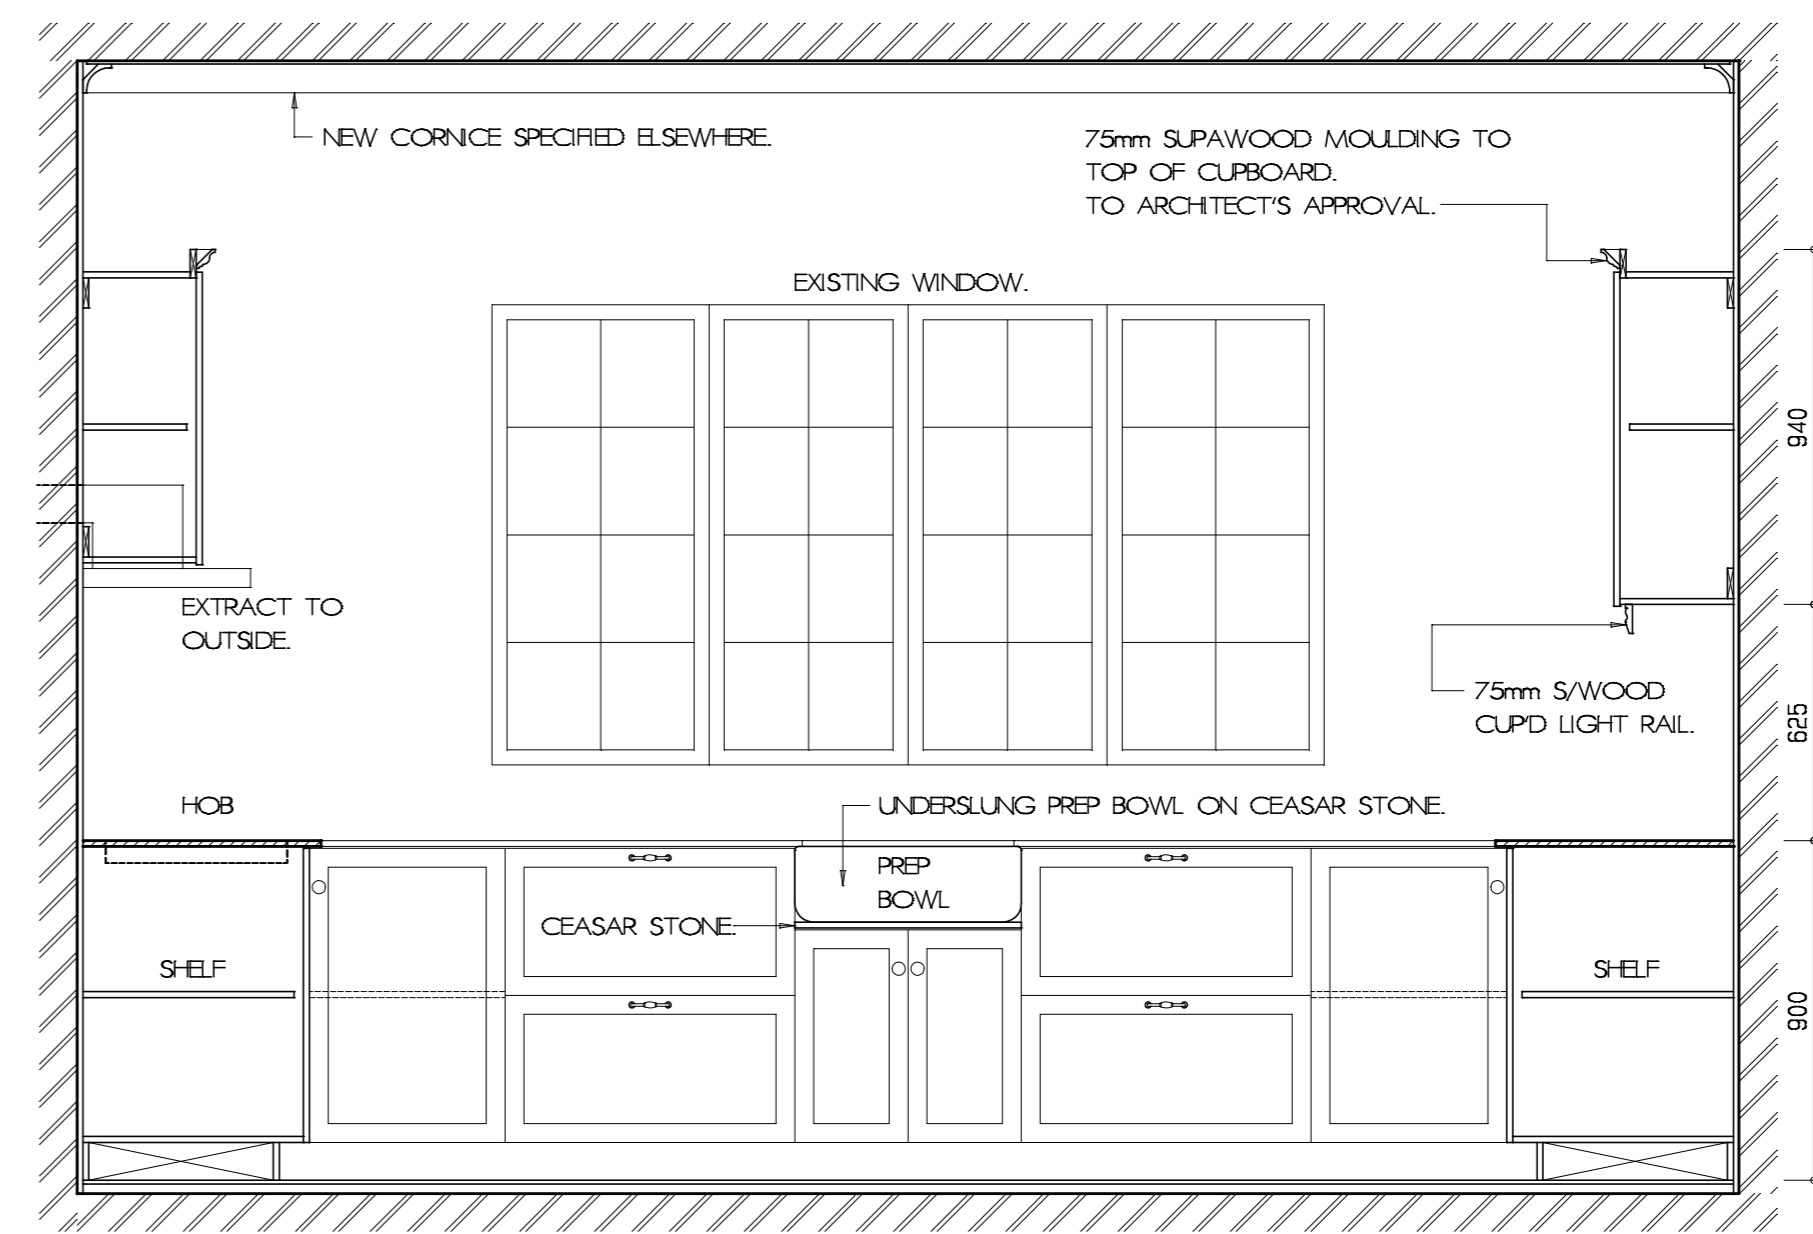 NEW CORNICE SPECIFIED ELSEWHERE.
75mm SUPAWOOD MOULDING TO
TOP OF CUPBOARD.
TO ARCHITECT'S APPROVAL.
EXISTING WINDOW.
940
EXTRACT TO
OUTSIDE.
75mm S/WOOD
CUP'D LIGHT RAIL.
625
HOB
UNDERSLUNG PREP BOWL ON CEASAR STONE.
PREP
BOWL
CEASAR STONE.
SHELF
SHELF
900